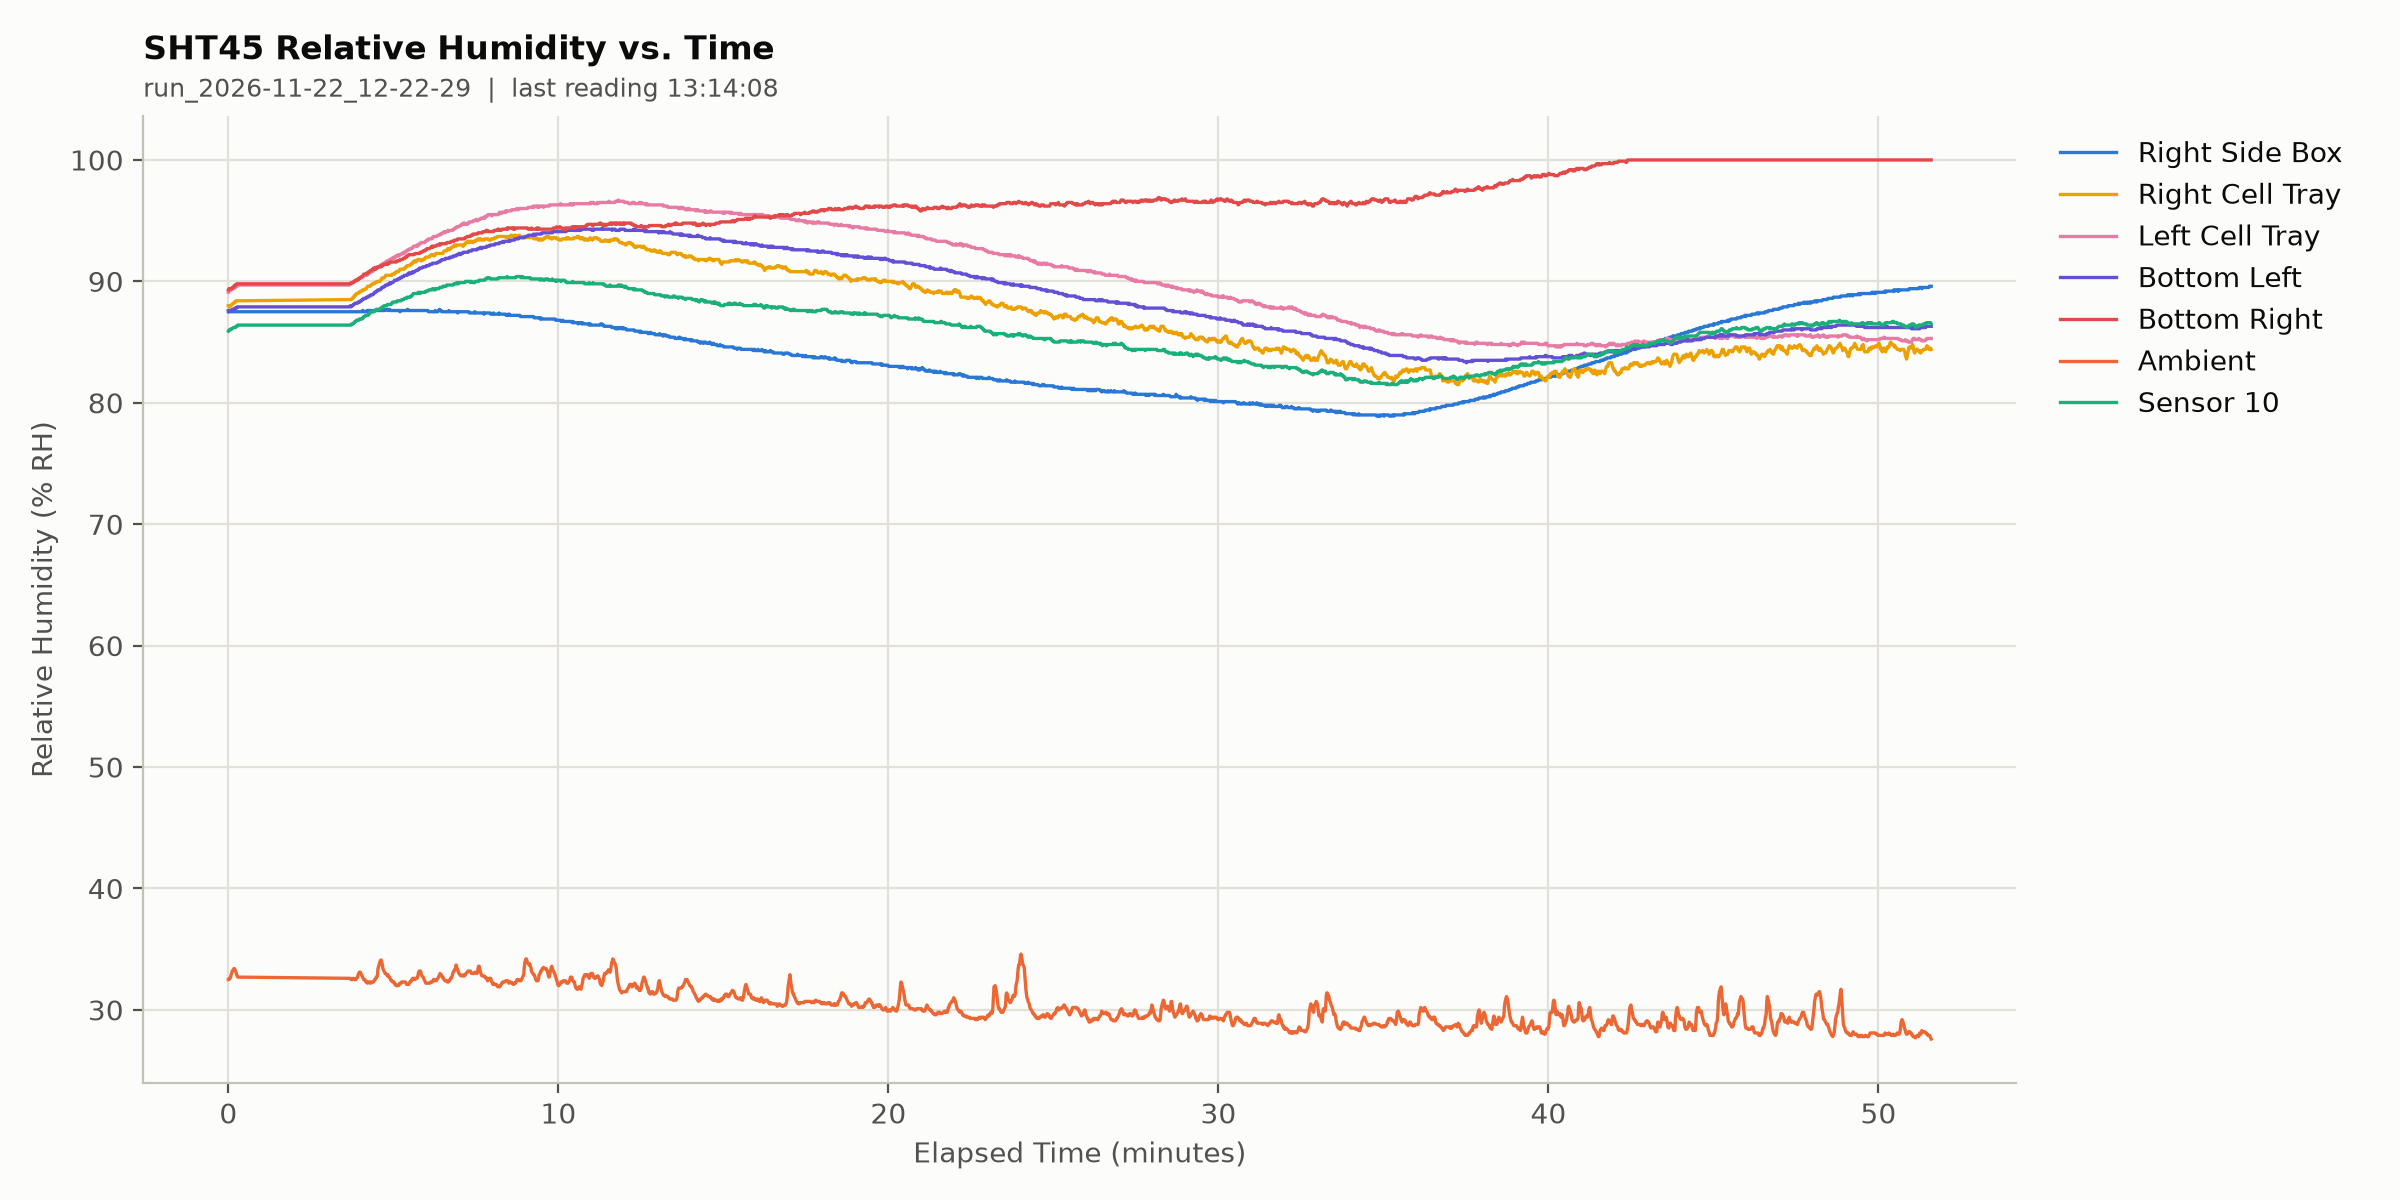 SHT45 Relative Humidity vs. Time
run_2026-11-22_12-22-29 | last reading 13:14:08
Relative Humidity (% RH)
100
90
80
70
60
50
40
30
0 10 20 30 40 50
Elapsed Time (minutes)
Right Side Box
Right Cell Tray
Left Cell Tray
Bottom Left
Bottom Right
Ambient
Sensor 10